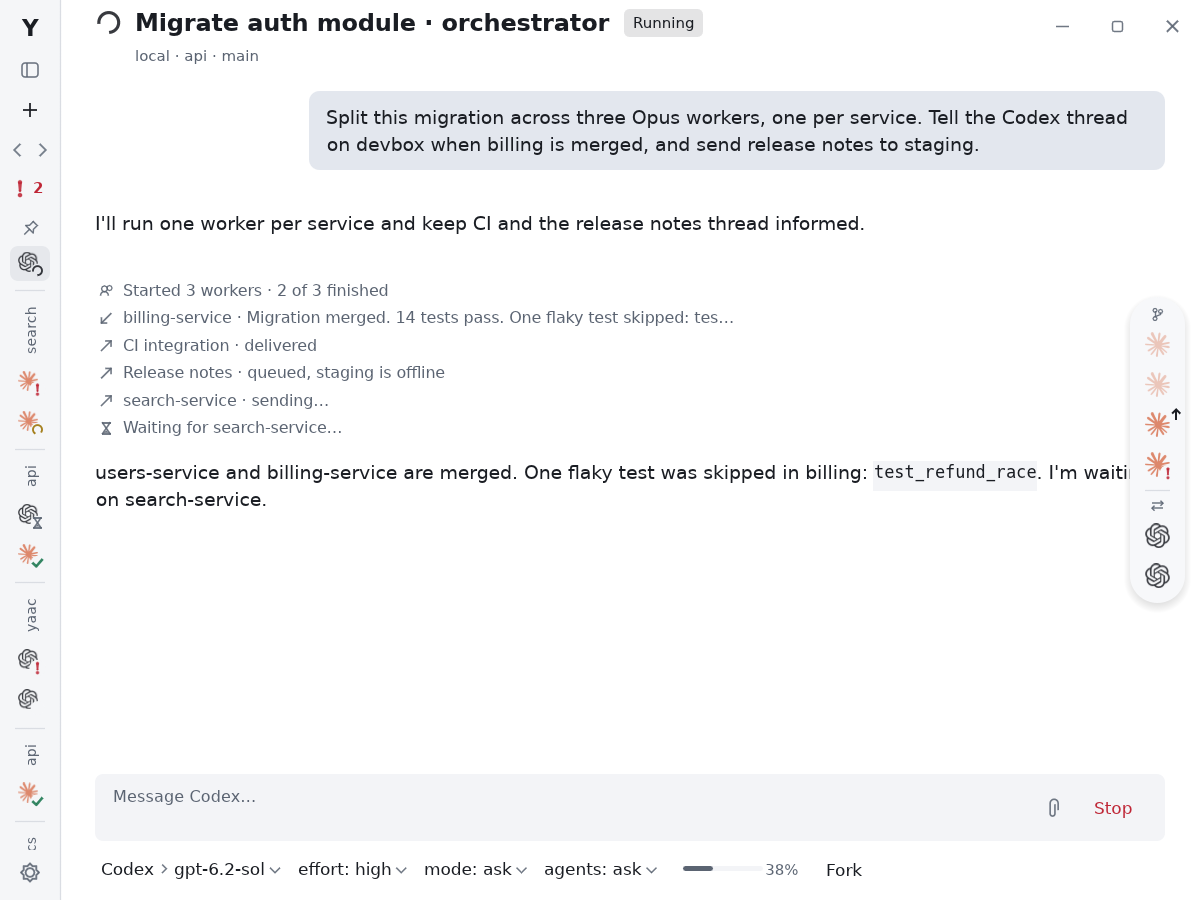 Y
Migrate auth module · orchestrator
Running
local · api · main
Split this migration across three Opus workers, one per service. Tell the Codex thread
on devbox when billing is merged, and send release notes to staging.
! 2
I'll run one worker per service and keep CI and the release notes thread informed.
Started 3 workers · 2 of 3 finished
billing-service · Migration merged. 14 tests pass. One flaky test skipped: tes…
CI integration · delivered
Release notes · queued, staging is offline
search-service · sending…
Waiting for search-service…
users-service and billing-service are merged. One flaky test was skipped in billing: test_refund_race. I'm
on search-service.
search
api
yaac
api
cs
Message Codex…
Stop
Codex
gpt-6.2-sol
effort: high
mode: ask
agents: ask
38%
Fork